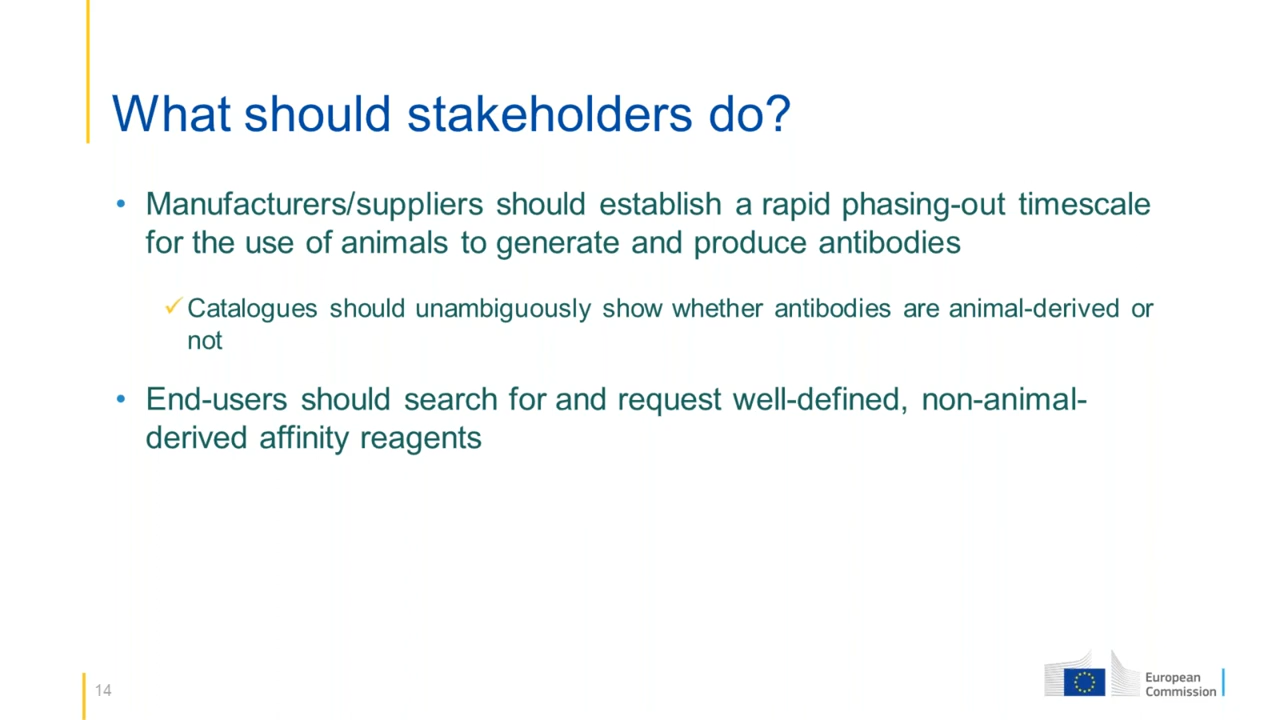 What should stakeholders do?
• Manufacturers/suppliers should establish a rapid phasing-out timescale
for the use of animals to generate and produce antibodies
✓ Catalogues should unambiguously show whether antibodies are animal-derived or
not
• End-users should search for and request well-defined, non-animal-
derived affinity reagents
14
European
Commission